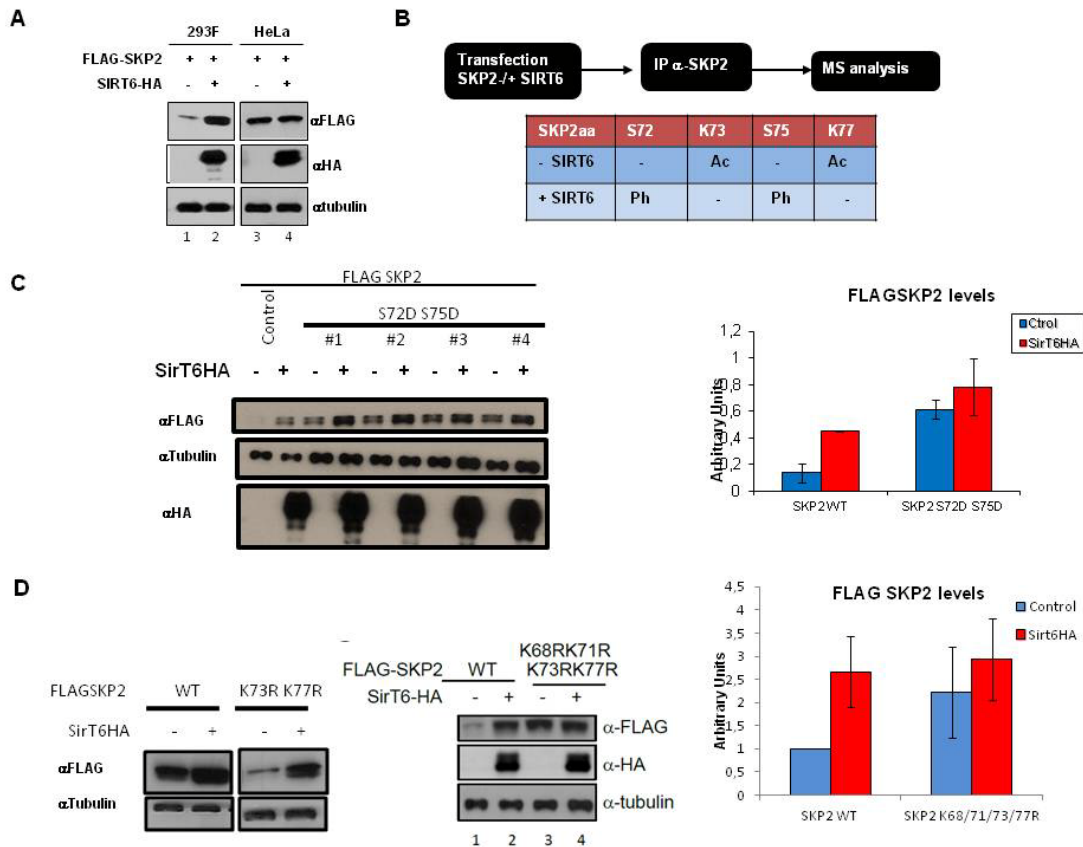 A
293F HeLa
FLAG-SKP2 + + + +
SIRT6-HA - + - +
αFLAG
αHA
αtubulin
1 2 3 4
B
Transfection
SKP2-/+ SIRT6
IP α-SKP2
MS analysis
SKP2aa S72 K73 S75 K77
- SIRT6 - Ac - Ac
+ SIRT6 Ph - Ph -
C
FLAG SKP2
Control
S72D S75D
#1 #2 #3 #4
SirT6HA - + - + - + - + - +
αFLAG
αTubulin
αHA
FLAGSKP2 levels
Ctrol
SirT6HA
Arbitrary Units
1,2
1
0,8
0,6
0,4
0,2
0
SKP2 WT SKP2 S72D S75D
D
FLAGSKP2 WT K73R K77R
SirT6HA - + - +
αFLAG
αTubulin
K68RK71R
FLAG-SKP2 WT K73RK77R
SirT6-HA - + - +
α-FLAG
α-HA
α-tubulin
1 2 3 4
FLAG SKP2 levels
Control
Sirt6HA
Arbitrary Units
4,5
4
3,5
3
2,5
2
1,5
1
0,5
0
SKP2 WT SKP2 K68/71/73/77R